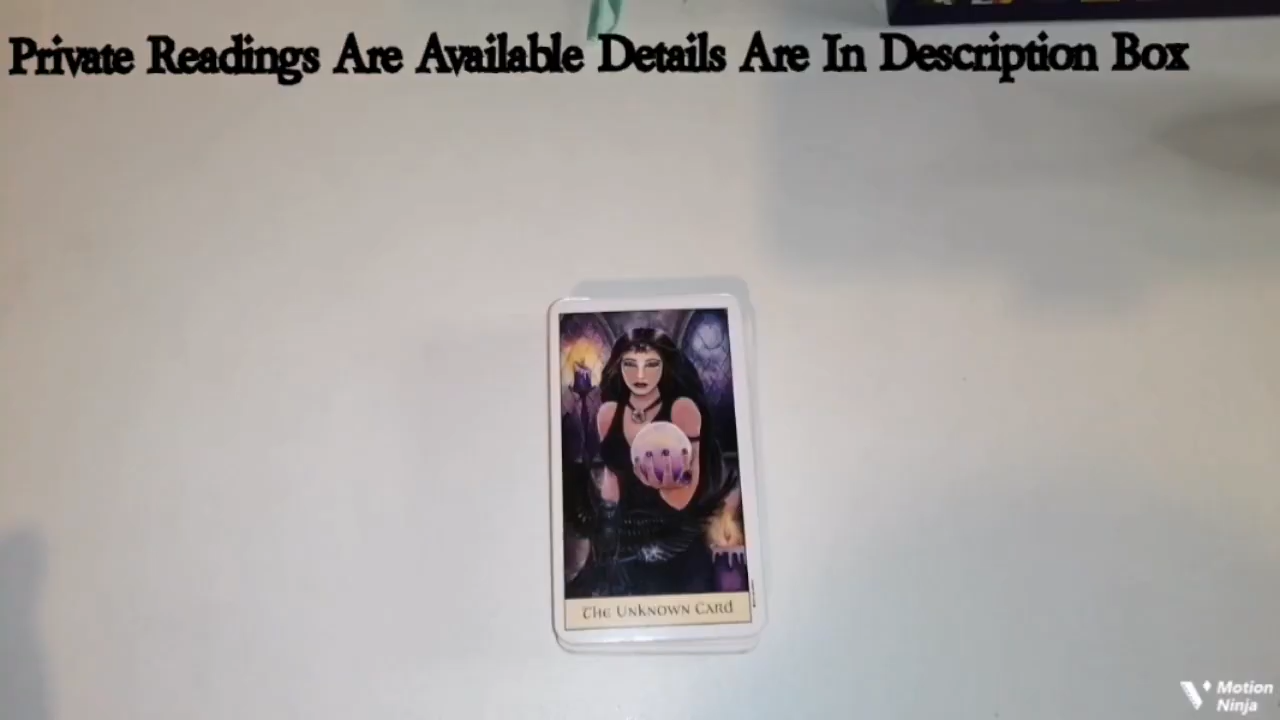 Private Readings Are Available Details Are In Description Box
The Unknown Card
Motion
Ninja